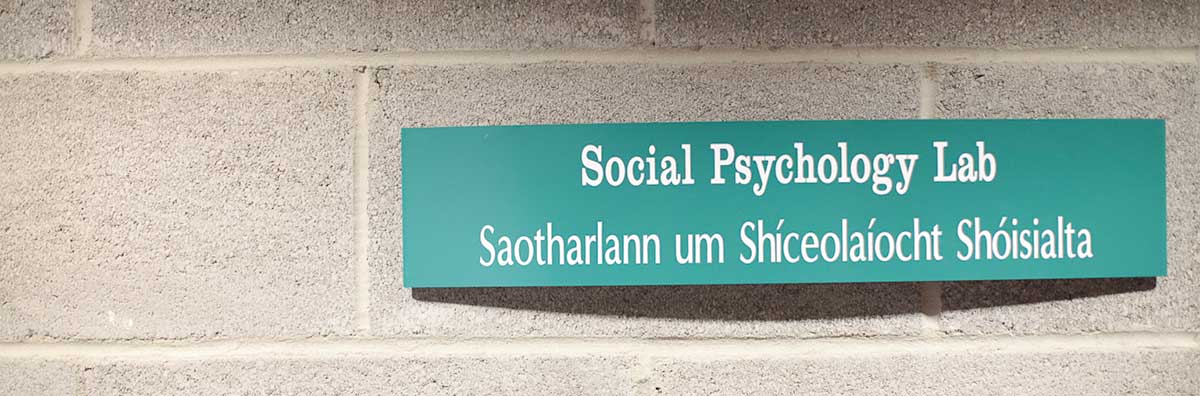 Social Psychology Lab
Saotharlann um Shíceolaíocht Shóisialta